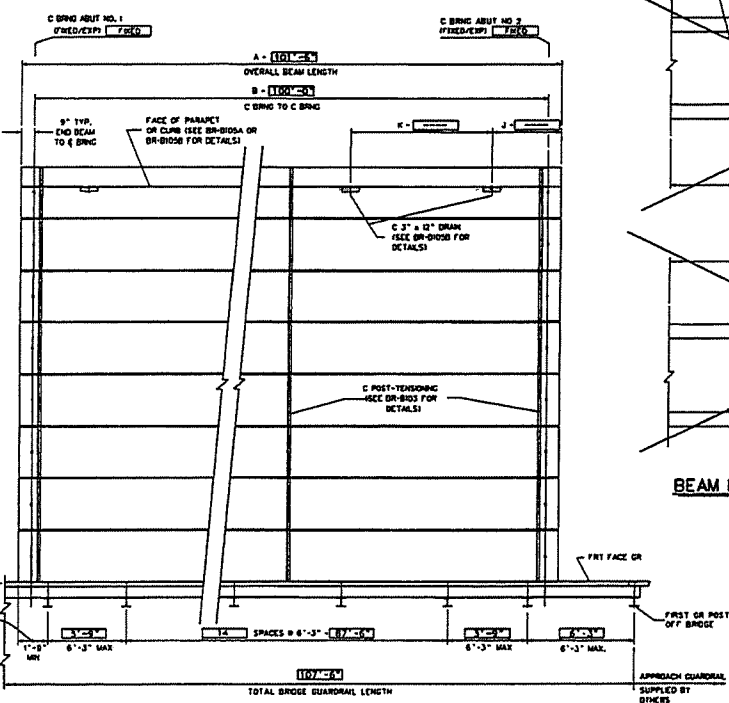 C BRNG ABUT NO. 1
(FIXED/EXP) FIXED
C BRNG ABUT NO 2
(FIXED/EXP) FIXED
A - 101'-6"
OVERALL BEAM LENGTH
B - 100'-0"
C BRNG TO C BRNG
9" TYP.
END BEAM
TO ₵ BRNG
FACE OF PARAPET
OR CURB (SEE BR-B105A OR
BR-B105B FOR DETAILS)
K -
J -
C 3" x 12" DRAIN
(SEE BR-B105B FOR
DETAILS)
C POST-TENSIONING
(SEE BR-B103 FOR
DETAILS)
BEAM
FRT FACE GR
FIRST GR POST
OFF BRIDGE
1'-9"
MIN
3'-9"
6'-3" MAX
14 SPACES @ 6'-3" - 87'-6"
3'-9"
6'-3" MAX
6'-3"
6'-3" MAX.
107'-6"
TOTAL BRIDGE GUARDRAIL LENGTH
APPROACH GUARDRAIL
SUPPLIED BY
OTHERS